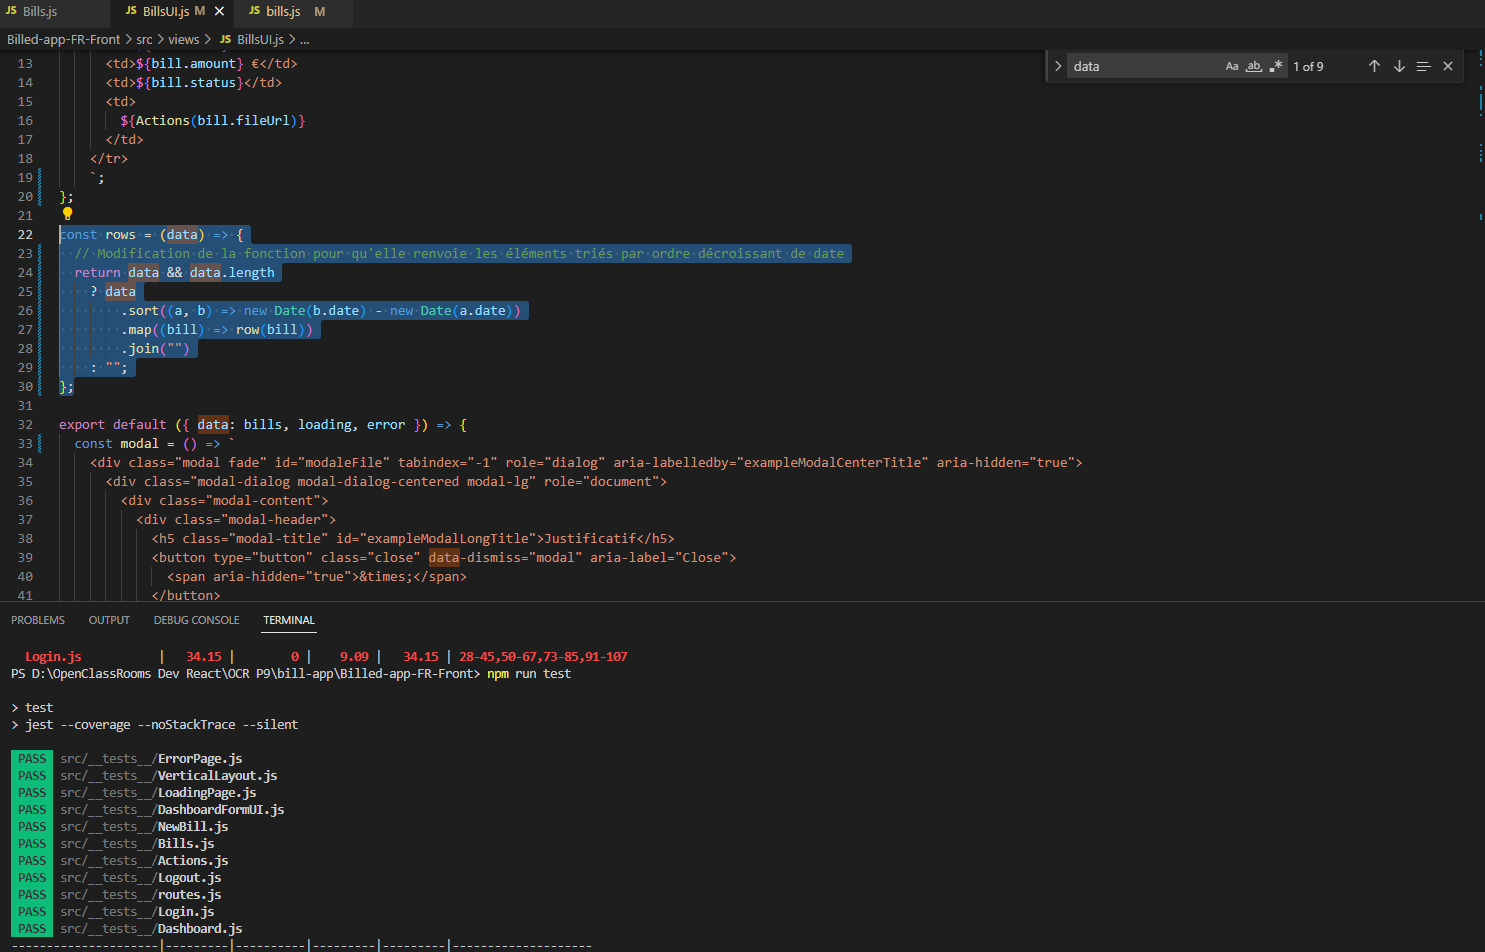 JS Bills.js
JS BillsUI.js M ×
JS bills.js M
Billed-app-FR-Front > src > views > JS BillsUI.js > ...
data
Aa ab .* 1 of 9
13 <td>${bill.amount} €</td>
14 <td>${bill.status}</td>
15 <td>
16 ${Actions(bill.fileUrl)}
17 </td>
18 </tr>
19 `;
20 };
21
22 const rows = (data) => {
23 // Modification de la fonction pour qu'elle renvoie les éléments triés par ordre décroissant de date
24 return data && data.length
25 ? data
26 .sort((a, b) => new Date(b.date) - new Date(a.date))
27 .map((bill) => row(bill))
28 .join("")
29 : "";
30 };
31
32 export default ({ data: bills, loading, error }) => {
33 const modal = () => `
34 <div class="modal fade" id="modaleFile" tabindex="-1" role="dialog" aria-labelledby="exampleModalCenterTitle" aria-hidden="true">
35 <div class="modal-dialog modal-dialog-centered modal-lg" role="document">
36 <div class="modal-content">
37 <div class="modal-header">
38 <h5 class="modal-title" id="exampleModalLongTitle">Justificatif</h5>
39 <button type="button" class="close" data-dismiss="modal" aria-label="Close">
40 <span aria-hidden="true">&times;</span>
41 </button>
PROBLEMS OUTPUT DEBUG CONSOLE TERMINAL
Login.js | 34.15 | 0 | 9.09 | 34.15 | 28-45,50-67,73-85,91-107
PS D:\OpenClassRooms Dev React\OCR P9\bill-app\Billed-app-FR-Front> npm run test
> test
> jest --coverage --noStackTrace --silent
PASS src/__tests__/ErrorPage.js
PASS src/__tests__/VerticalLayout.js
PASS src/__tests__/LoadingPage.js
PASS src/__tests__/DashboardFormUI.js
PASS src/__tests__/NewBill.js
PASS src/__tests__/Bills.js
PASS src/__tests__/Actions.js
PASS src/__tests__/Logout.js
PASS src/__tests__/routes.js
PASS src/__tests__/Login.js
PASS src/__tests__/Dashboard.js
---------------------|---------|----------|---------|---------|--------------------